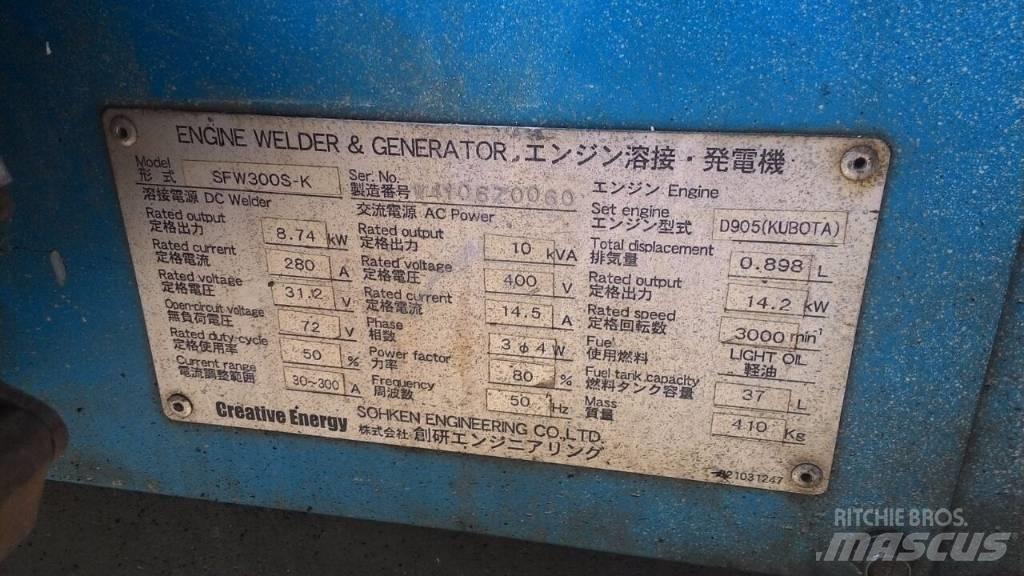 ENGINE WELDER & GENERATOR エンジン溶接・発電機
Model
形 式 SFW300S-K
溶接電源 DC Welder
Rated output
定格出力 8.74 kW
Rated current
定格電流 280 A
Rated voltage
定格電圧 31.2 V
Open-circuit voltage
無負荷電圧 72 V
Rated duty-cycle
定格使用率 50 %
Current range
電流調整範囲 30~300 A
Ser. No.
製造番号
交流電源 AC Power
Rated output
定格出力 10 kVA
Rated voltage
定格電圧 400 V
Rated current
定格電流 14.5 A
Phase
相数 3φ4W
Power factor
力率 80 %
Frequency
周波数 50 Hz
エンジン Engine
Set engine
エンジン型式 D905(KUBOTA)
Total displacement
排気量 0.898 L
Rated output
定格出力 14.2 kW
Rated speed
定格回転数 3000 min⁻¹
Fuel LIGHT OIL
使用燃料 軽油
Fuel tank capacity
燃料タンク容量 37 L
Mass
質量 410 Kg
Creative Energy SOHKEN ENGINEERING CO.,LTD.
株式会社 創研エンジニアリング
RITCHIE BROS.
MASCUS